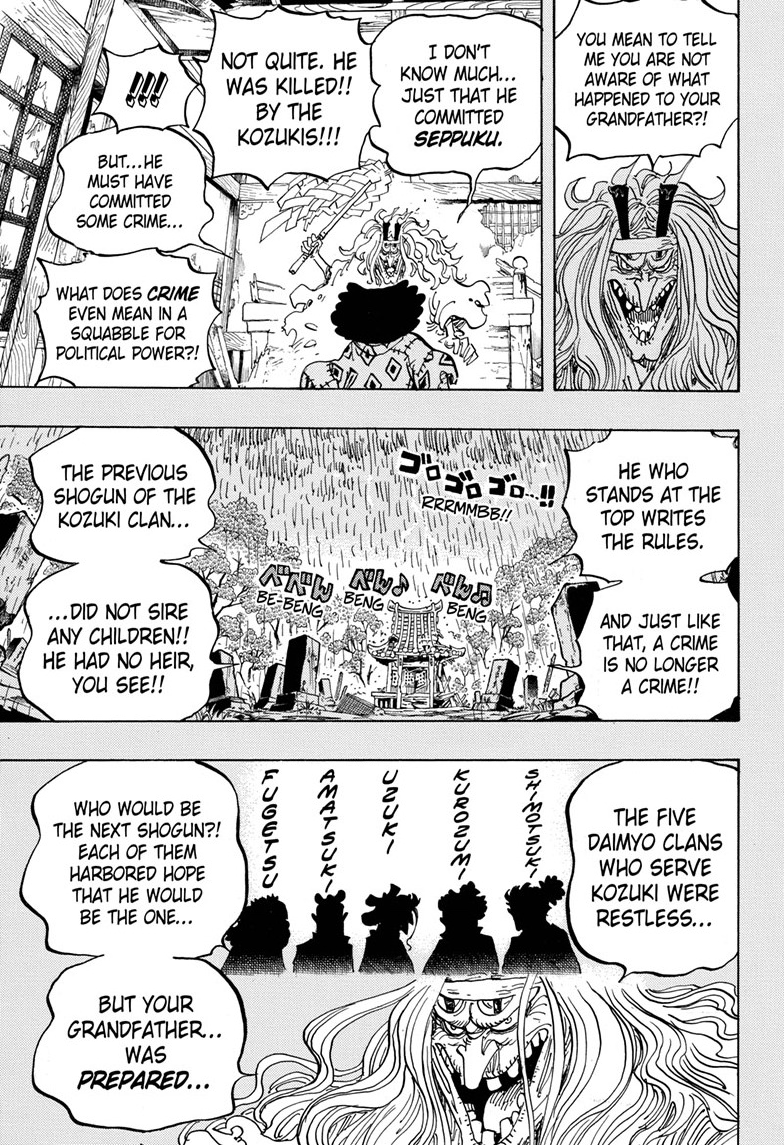 YOU MEAN TO TELL
ME YOU ARE NOT
AWARE OF WHAT
HAPPENED TO YOUR
GRANDFATHER?!
I DON'T
KNOW MUCH...
JUST THAT HE
COMMITTED
SEPPUKU.
NOT QUITE. HE
WAS KILLED!!
BY THE
KOZUKIS!!!
!!!
BUT...HE
MUST HAVE
COMMITTED
SOME CRIME...
WHAT DOES CRIME
EVEN MEAN IN A
SQUABBLE FOR
POLITICAL POWER?!
HE WHO
STANDS AT THE
TOP WRITES
THE RULES.
AND JUST LIKE
THAT, A CRIME
IS NO LONGER
A CRIME!!
ゴロゴロゴロ…!!
RRRMMBB!!
べべん
BE-BENG
べん♪
BENG
べん♫
BENG
THE PREVIOUS
SHOGUN OF THE
KOZUKI CLAN...
...DID NOT SIRE
ANY CHILDREN!!
HE HAD NO HEIR,
YOU SEE!!
THE FIVE
DAIMYO CLANS
WHO SERVE
KOZUKI WERE
RESTLESS...
SHIMOTSUKI
KUROZUMI
UZUKI
AMATSUKI
FUGETSU
WHO WOULD BE
THE NEXT SHOGUN?!
EACH OF THEM
HARBORED HOPE
THAT HE WOULD
BE THE ONE...
BUT YOUR
GRANDFATHER...
WAS
PREPARED...